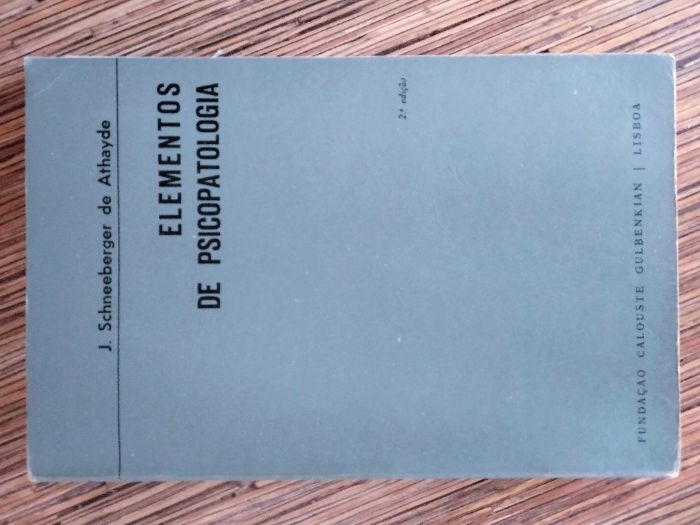 J. Schneeberger de Athayde
ELEMENTOS
DE PSICOPATOLOGIA
2.ª edição
FUNDAÇÃO CALOUSTE GULBENKIAN | LISBOA